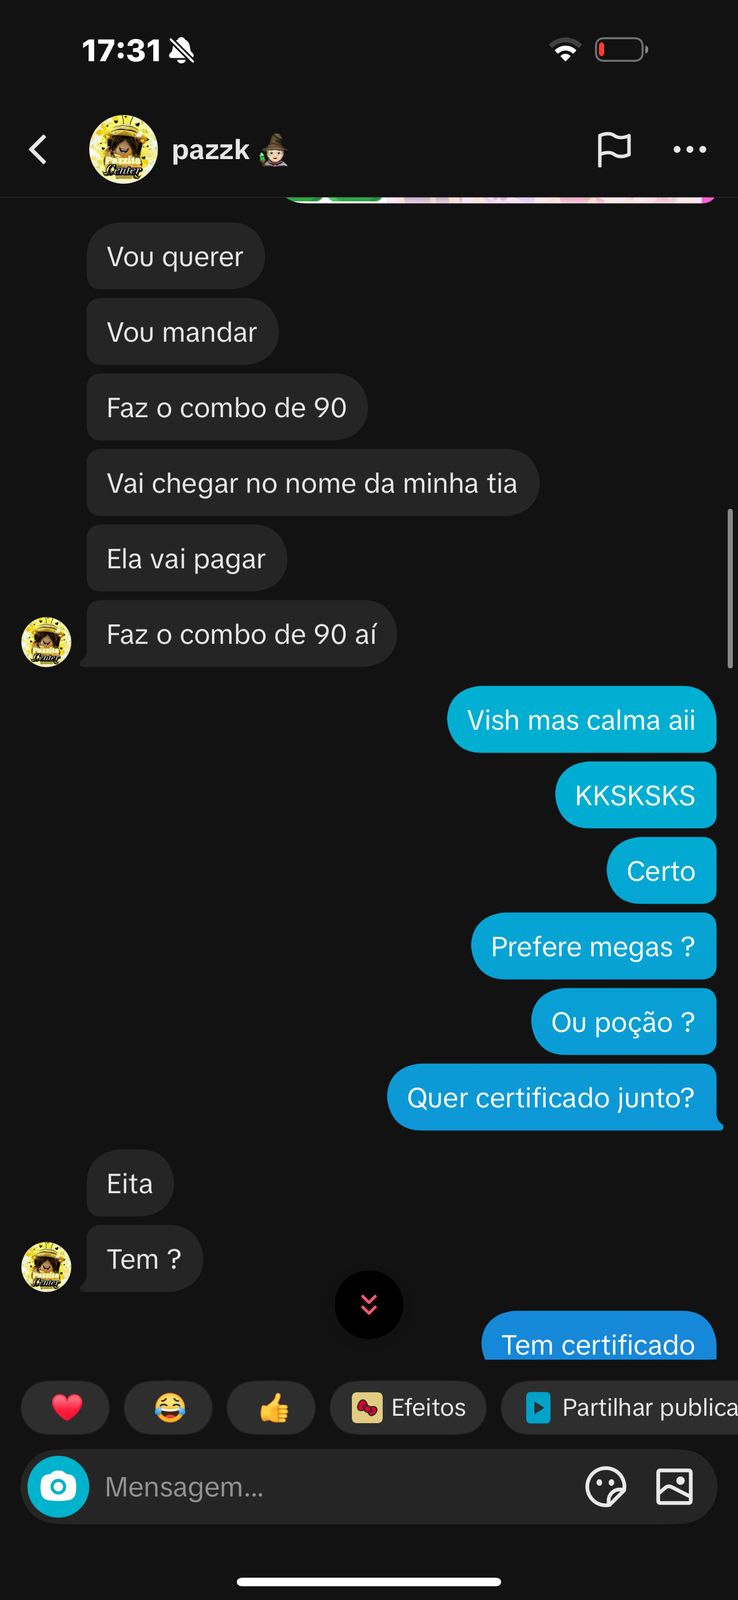 17:31
pazzk
Vou querer
Vou mandar
Faz o combo de 90
Vai chegar no nome da minha tia
Ela vai pagar
Faz o combo de 90 aí
Vish mas calma aii
KKSKSKS
Certo
Prefere megas ?
Ou poção ?
Quer certificado junto?
Eita
Tem ?
Tem certificado
Efeitos
Partilhar publica
Mensagem...